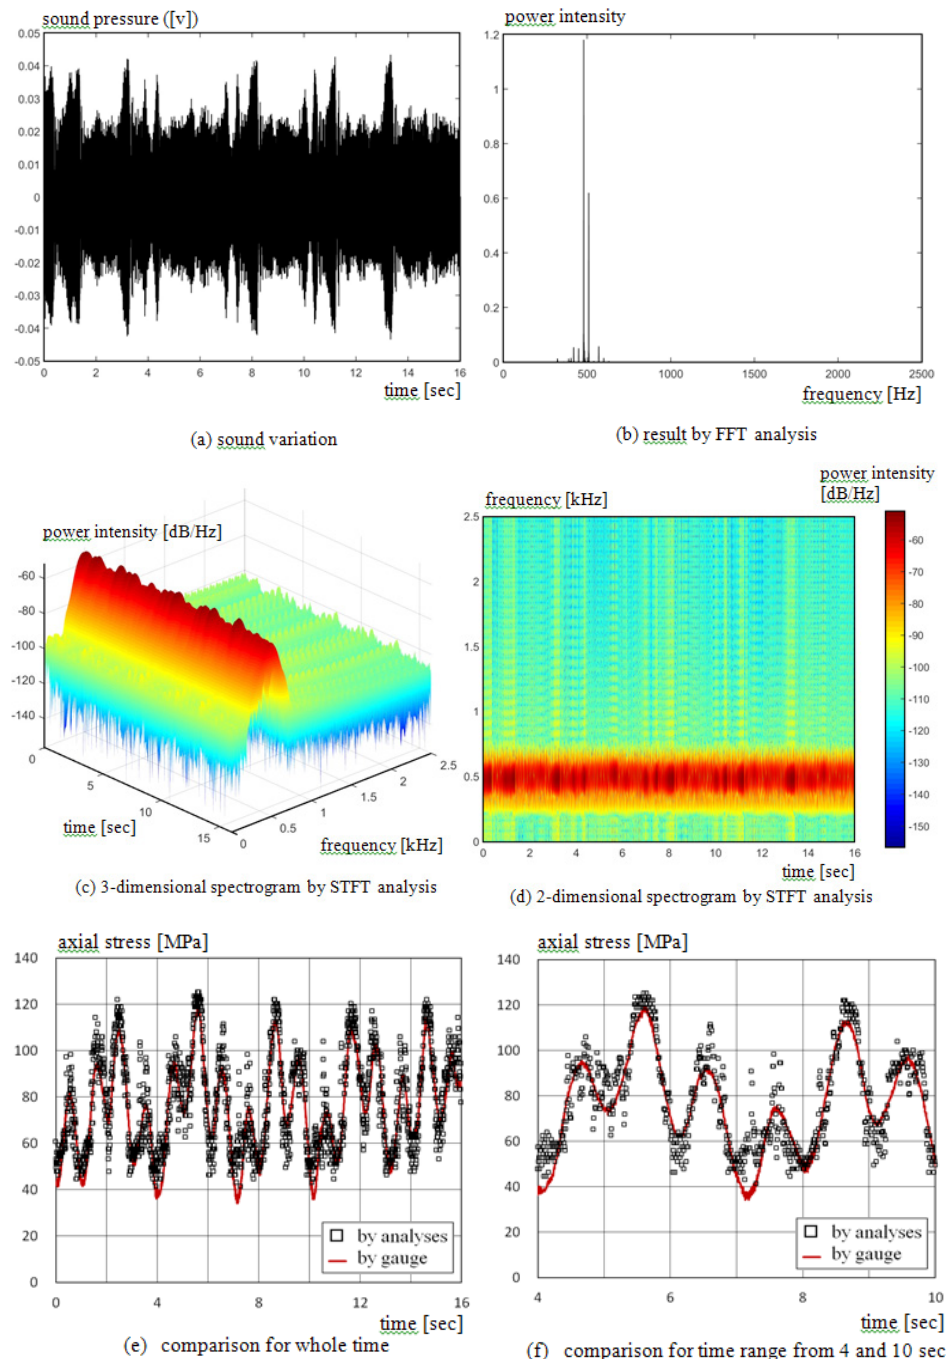 sound pressure ([v])
0.05
0.04
0.03
0.02
0.01
0
-0.01
-0.02
-0.03
-0.04
-0.05
0 2 4 6 8 10 12 14 16
time [sec]
(a) sound variation
power intensity
1.2
1
0.8
0.6
0.4
0.2
0
0 500 1000 1500 2000 2500
frequency [Hz]
(b) result by FFT analysis
power intensity [dB/Hz]
-60
-80
-100
-120
-140
0 5 10 15
time [sec]
0 0.5 1 1.5 2 2.5
frequency [kHz]
(c) 3-dimensional spectrogram by STFT analysis
frequency [kHz]
power intensity
[dB/Hz]
2.5
2
1.5
1
0.5
0
0 2 4 6 8 10 12 14 16
time [sec]
-60
-70
-80
-90
-100
-110
-120
-130
-140
-150
(d) 2-dimensional spectrogram by STFT analysis
axial stress [MPa]
140
120
100
80
60
40
20
0
by analyses
by gauge
0 4 8 12 16
time [sec]
(e) comparison for whole time
axial stress [MPa]
140
120
100
80
60
40
20
0
by analyses
by gauge
4 6 8 10
time [sec]
(f) comparison for time range from 4 and 10 sec